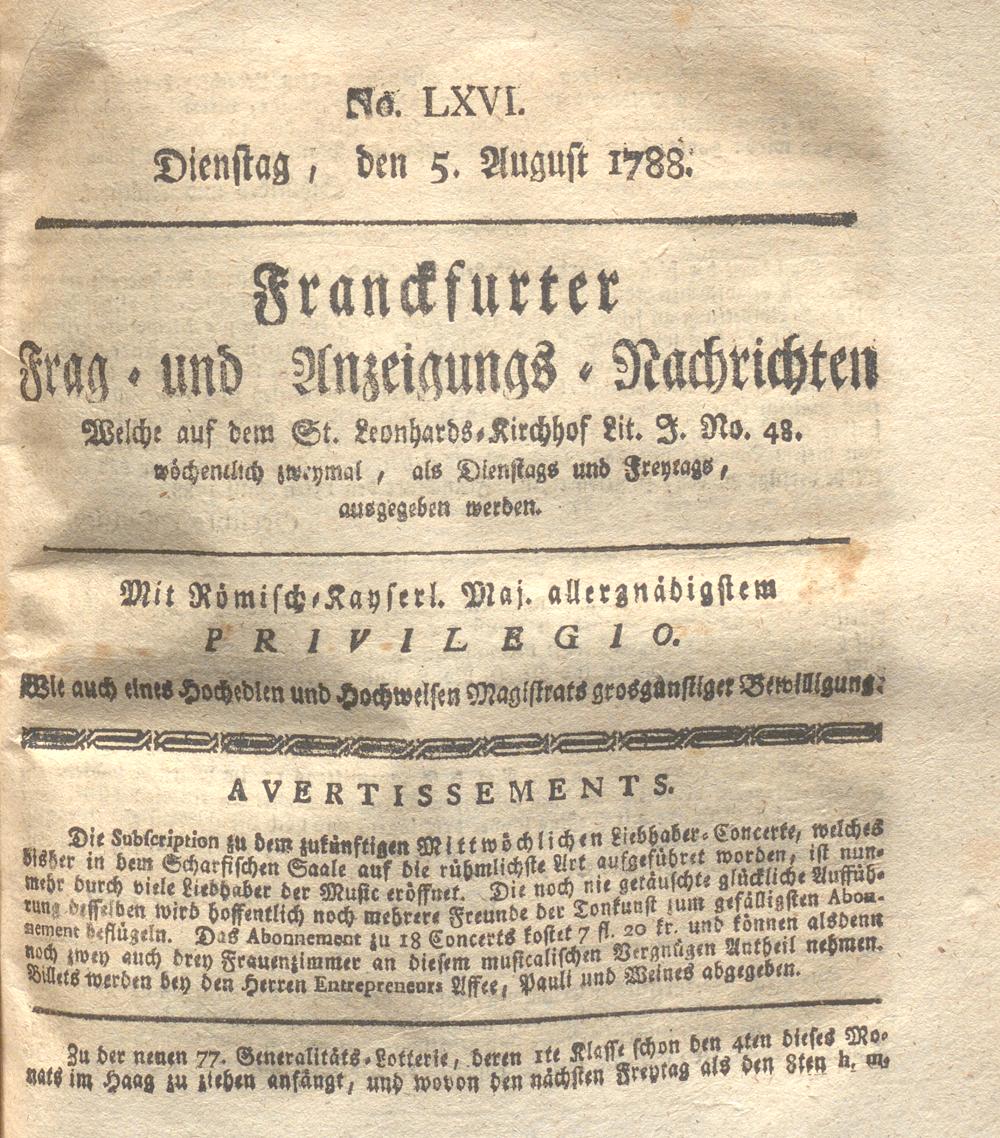 No. LXVI.
Dienstag, den 5. August 1788.
Franckfurter
Frag- und Anzeigungs-Nachrichten
Welche auf dem St. Leonhards-Kirchhof Lit. J. No. 48.
wöchentlich zweymal, als Dienstags und Freytags,
ausgegeben werden.
Mit Römisch-Kayserl. Maj. allergnädigstem
PRIVILEGIO.
Wie auch eines Hochedlen und Hochweisen Magistrats grosgünstiger Bewilligung.
AVERTISSEMENTS.
Die Subscription zu dem zukünftigen Mittwöchlichen Liebhaber-Concerte, welches
bisher in dem Scharfischen Saale auf die rühmlichste Art aufgeführet worden, ist nun-
mehr durch viele Liebhaber der Music eröffnet. Die noch nie getäuschte glückliche Auffüh-
rung desselben wird hoffentlich noch mehrere Freunde der Tonkunst zum gefälligsten Abon-
nement beflügeln. Das Abonnement zu 18 Concerts kostet 7 fl. 20 kr. und können alsdenn
noch zwey auch drey Frauenzimmer an diesem musicalischen Vergnügen Antheil nehmen.
Billets werden bey den Herren Entrepreneurs Affee, Pauli und Weines abgegeben.
Zu der neuen 77. Generalitäts-Lotterie, deren 1te Klasse schon den 4ten dieses Mo-
nats im Haag zu ziehen anfängt, und wovon den nächsten Freytag als den 8ten h. m.